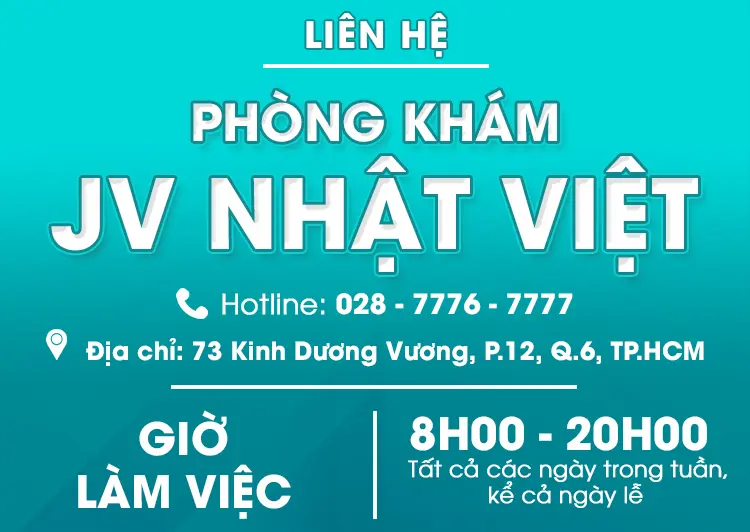 LIÊN HỆ
PHÒNG KHÁM
JV NHẬT VIỆT
Hotline: 028 - 7776 - 7777
Địa chỉ: 73 Kinh Dương Vương, P.12, Q.6, TP.HCM
GIỜ
LÀM VIỆC
8H00 - 20H00
Tất cả các ngày trong tuần,
kể cả ngày lễ